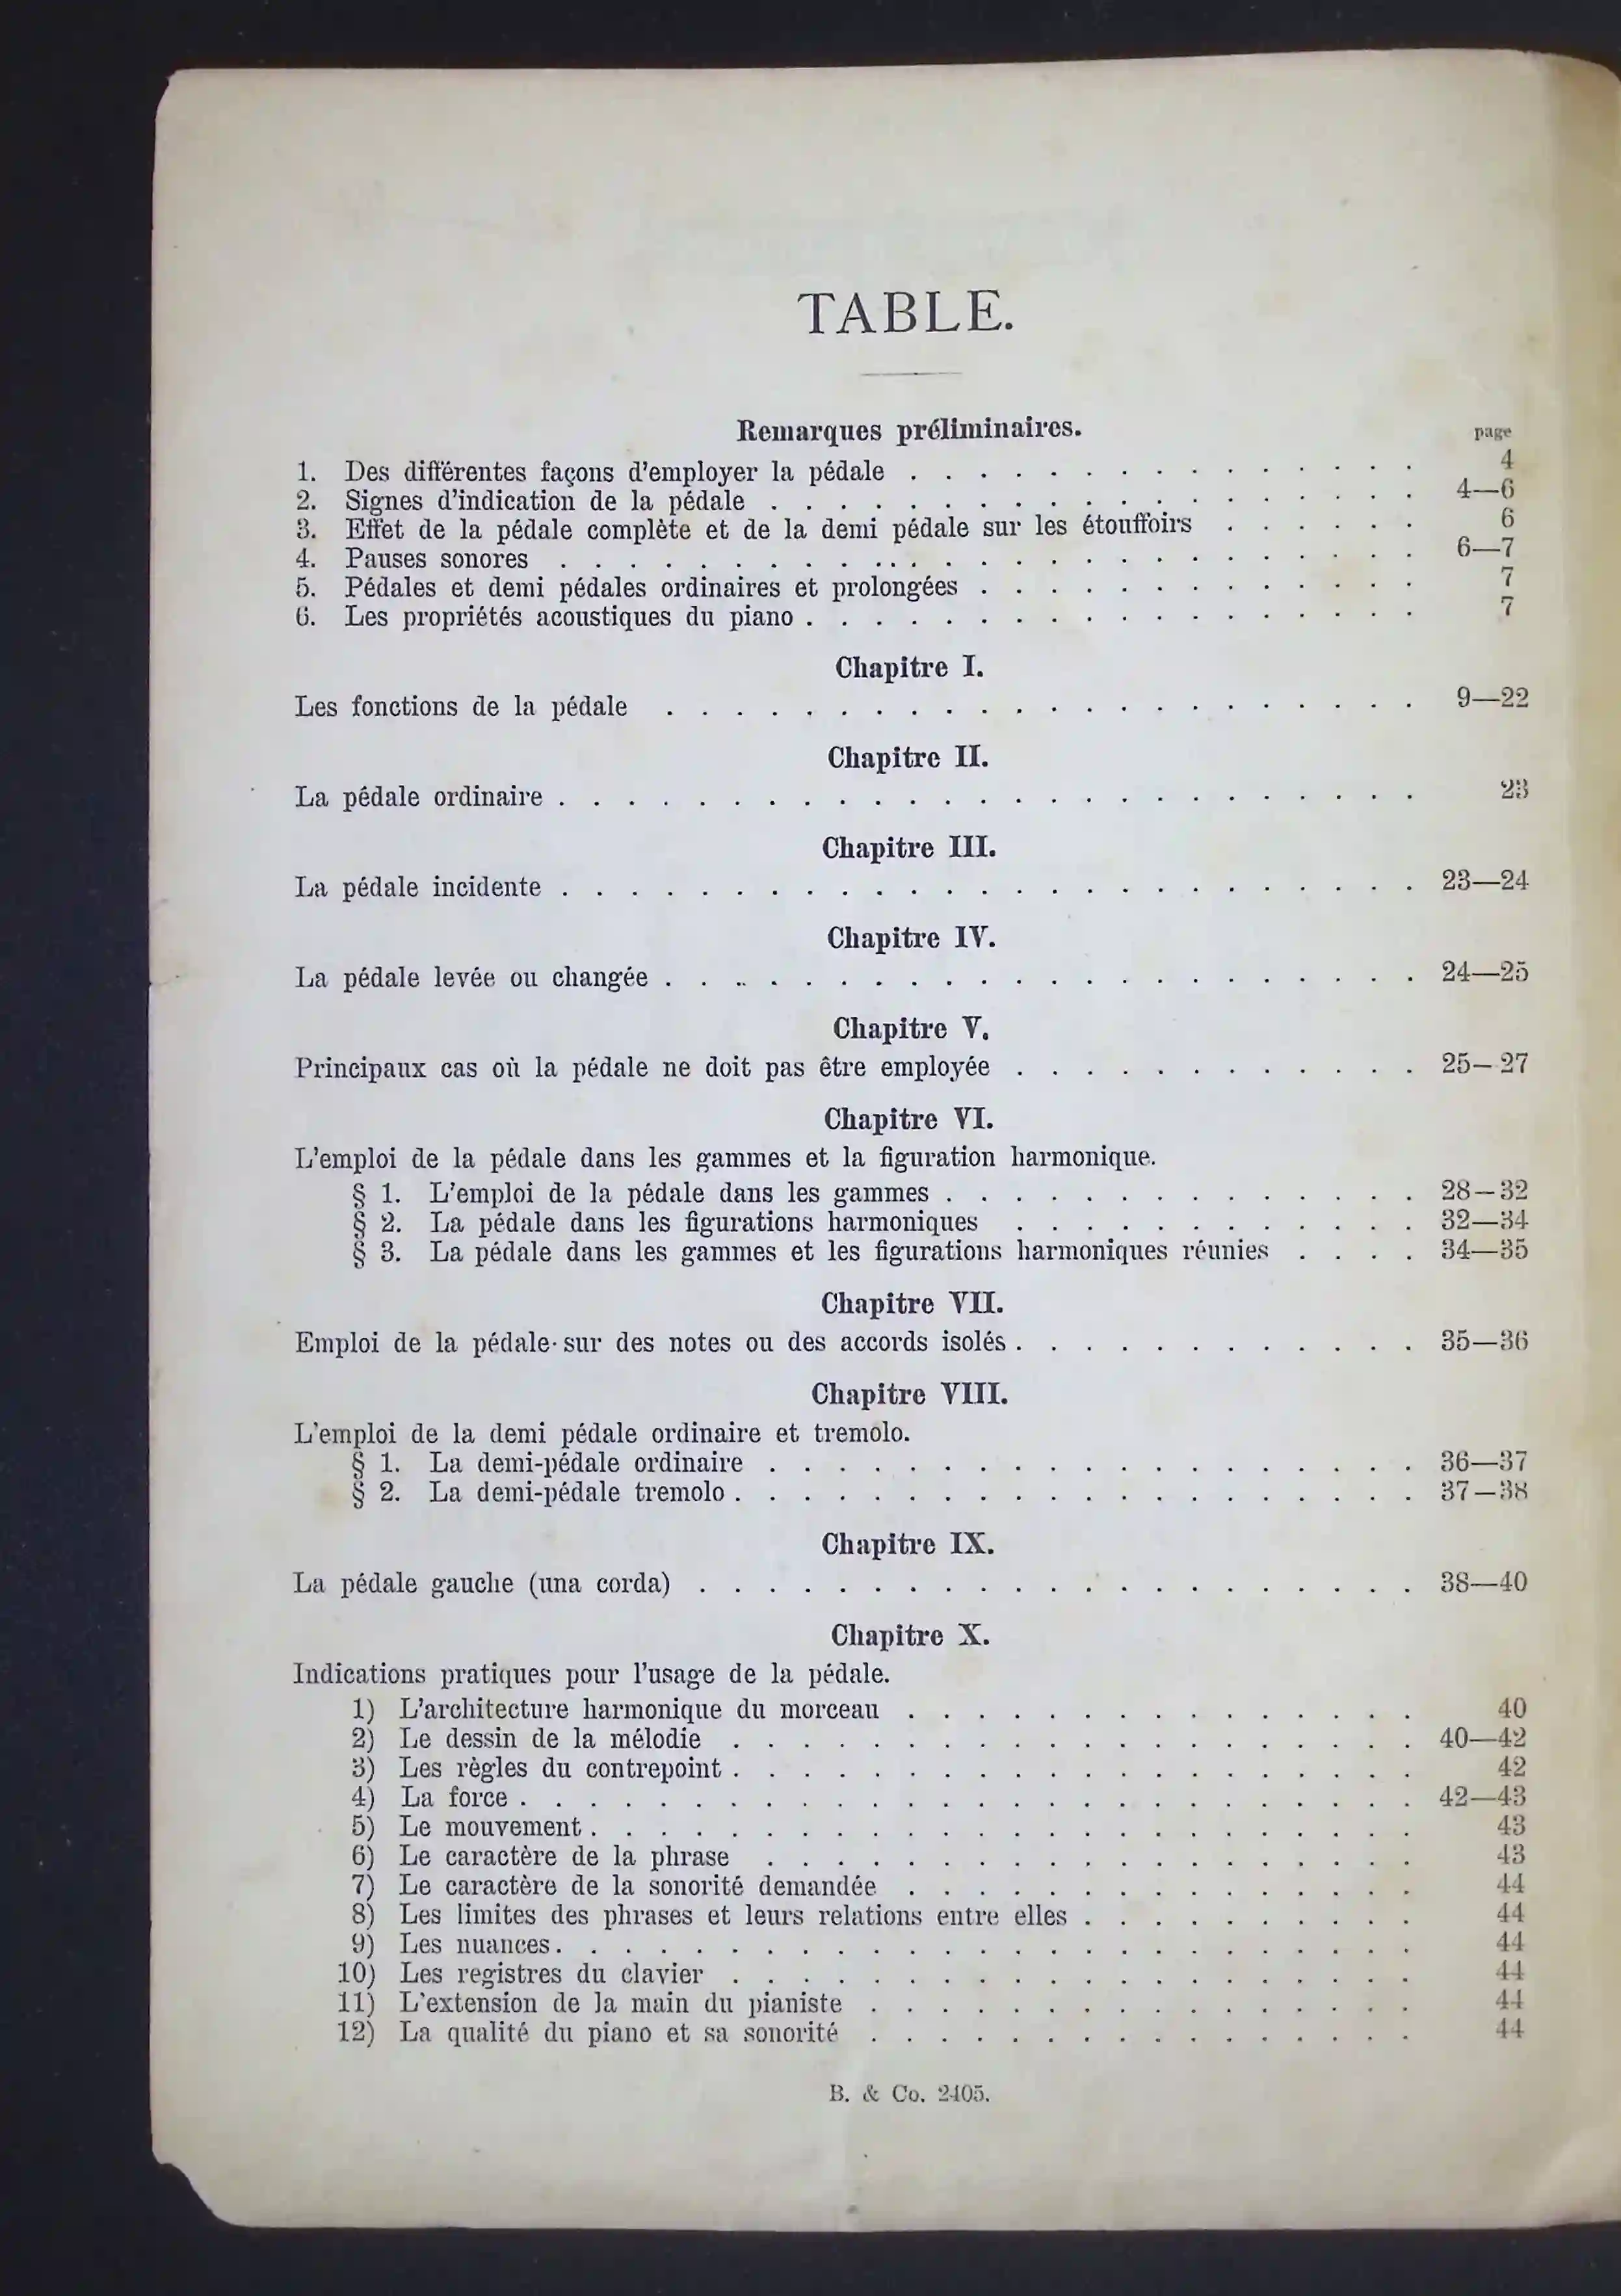 TABLE.
Remarques préliminaires.
page
1. Des différentes façons d'employer la pédale . . . . . . . . . . . . . . . 4
2. Signes d'indication de la pédale . . . . . . . . . . . . . . . . . . . 4—6
3. Effet de la pédale complète et de la demi pédale sur les étouffoirs . . . . . . 6
4. Pauses sonores . . . . . . . . . . . . . . . . . . . . . . . . . 6—7
5. Pédales et demi pédales ordinaires et prolongées . . . . . . . . . . . . . 7
6. Les propriétés acoustiques du piano . . . . . . . . . . . . . . . . . . 7
Chapitre I.
Les fonctions de la pédale . . . . . . . . . . . . . . . . . . . . . . 9—22
Chapitre II.
La pédale ordinaire . . . . . . . . . . . . . . . . . . . . . . . . . 23
Chapitre III.
La pédale incidente . . . . . . . . . . . . . . . . . . . . . . . . . 23—24
Chapitre IV.
La pédale levée ou changée . . . . . . . . . . . . . . . . . . . . . . 24—25
Chapitre V.
Principaux cas où la pédale ne doit pas être employée . . . . . . . . . . . . 25—27
Chapitre VI.
L'emploi de la pédale dans les gammes et la figuration harmonique.
§ 1. L'emploi de la pédale dans les gammes . . . . . . . . . . . . . . 28—32
§ 2. La pédale dans les figurations harmoniques . . . . . . . . . . . . 32—34
§ 3. La pédale dans les gammes et les figurations harmoniques réunies . . . . 34—35
Chapitre VII.
Emploi de la pédale sur des notes ou des accords isolés . . . . . . . . . . . . 35—36
Chapitre VIII.
L'emploi de la demi pédale ordinaire et tremolo.
§ 1. La demi-pédale ordinaire . . . . . . . . . . . . . . . . . . . 36—37
§ 2. La demi-pédale tremolo . . . . . . . . . . . . . . . . . . . . 37—38
Chapitre IX.
La pédale gauche (una corda) . . . . . . . . . . . . . . . . . . . . . 38—40
Chapitre X.
Indications pratiques pour l'usage de la pédale.
1) L'architecture harmonique du morceau . . . . . . . . . . . . . . . 40
2) Le dessin de la mélodie . . . . . . . . . . . . . . . . . . . . 40—42
3) Les règles du contrepoint . . . . . . . . . . . . . . . . . . . . 42
4) La force . . . . . . . . . . . . . . . . . . . . . . . . . . 42—43
5) Le mouvement . . . . . . . . . . . . . . . . . . . . . . . . 43
6) Le caractère de la phrase . . . . . . . . . . . . . . . . . . . 43
7) Le caractère de la sonorité demandée . . . . . . . . . . . . . . . 44
8) Les limites des phrases et leurs relations entre elles . . . . . . . . . . 44
9) Les nuances . . . . . . . . . . . . . . . . . . . . . . . . . 44
10) Les registres du clavier . . . . . . . . . . . . . . . . . . . . 44
11) L'extension de la main du pianiste . . . . . . . . . . . . . . . . 44
12) La qualité du piano et sa sonorité . . . . . . . . . . . . . . . . 44
B. & Co. 2405.